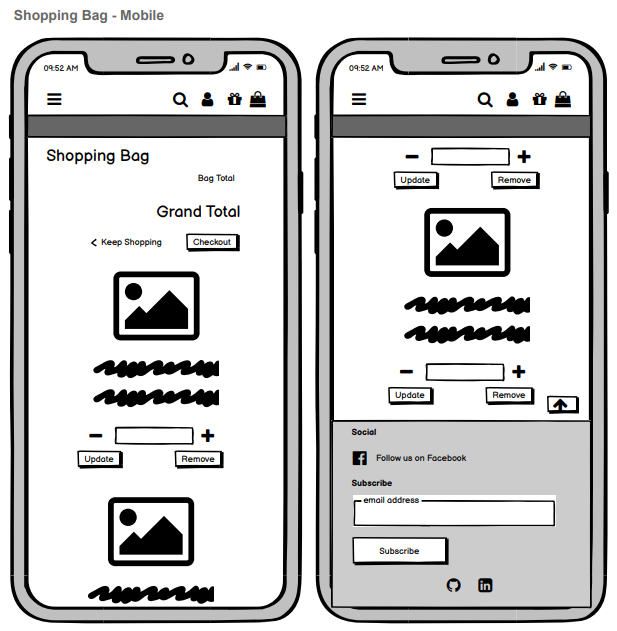 Shopping Bag - Mobile
09:52 AM
Shopping Bag
Bag Total
Grand Total
< Keep Shopping
Checkout
Update
Remove
09:52 AM
Update
Remove
Update
Remove
Social
Follow us on Facebook
Subscribe
email address
Subscribe